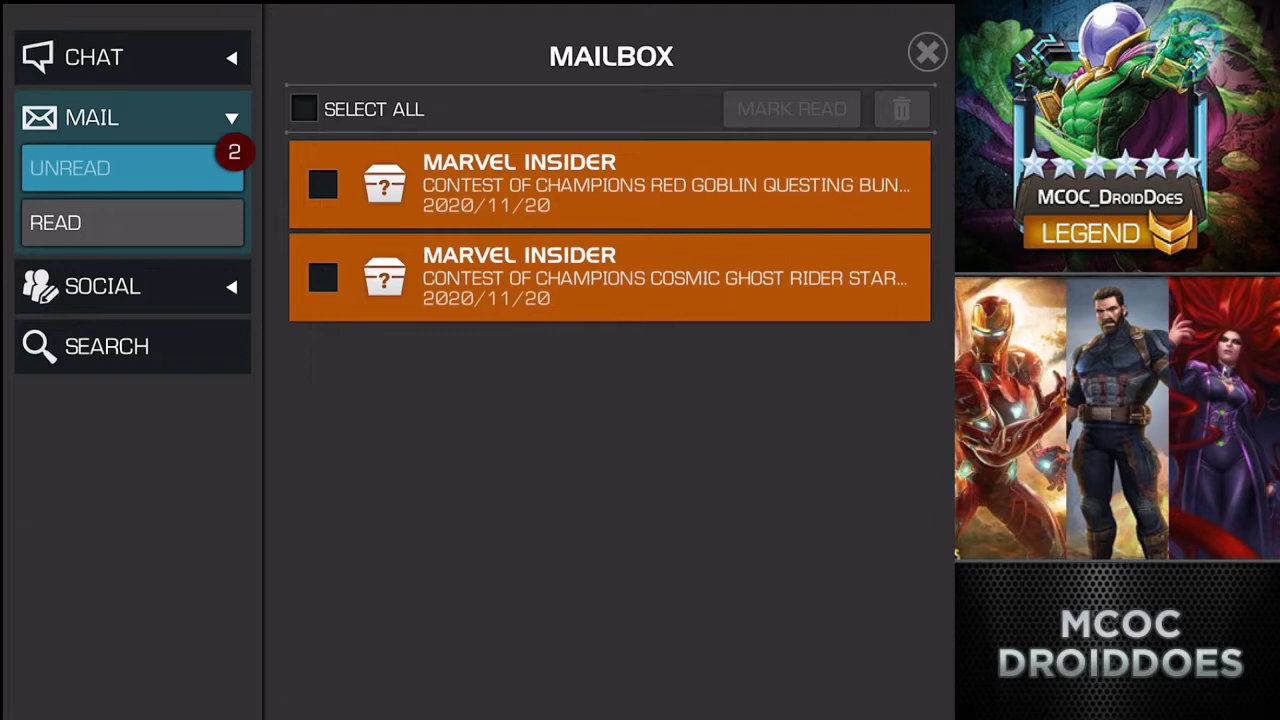 CHAT
MAIL
2
UNREAD
READ
SOCIAL
SEARCH
MAILBOX
SELECT ALL
MARK READ
MARVEL INSIDER
CONTEST OF CHAMPIONS RED GOBLIN QUESTING BUN...
2020/11/20
MARVEL INSIDER
CONTEST OF CHAMPIONS COSMIC GHOST RIDER STAR...
2020/11/20
MCOC_DROIDDOES
LEGEND
MCOC
DROIDDOES